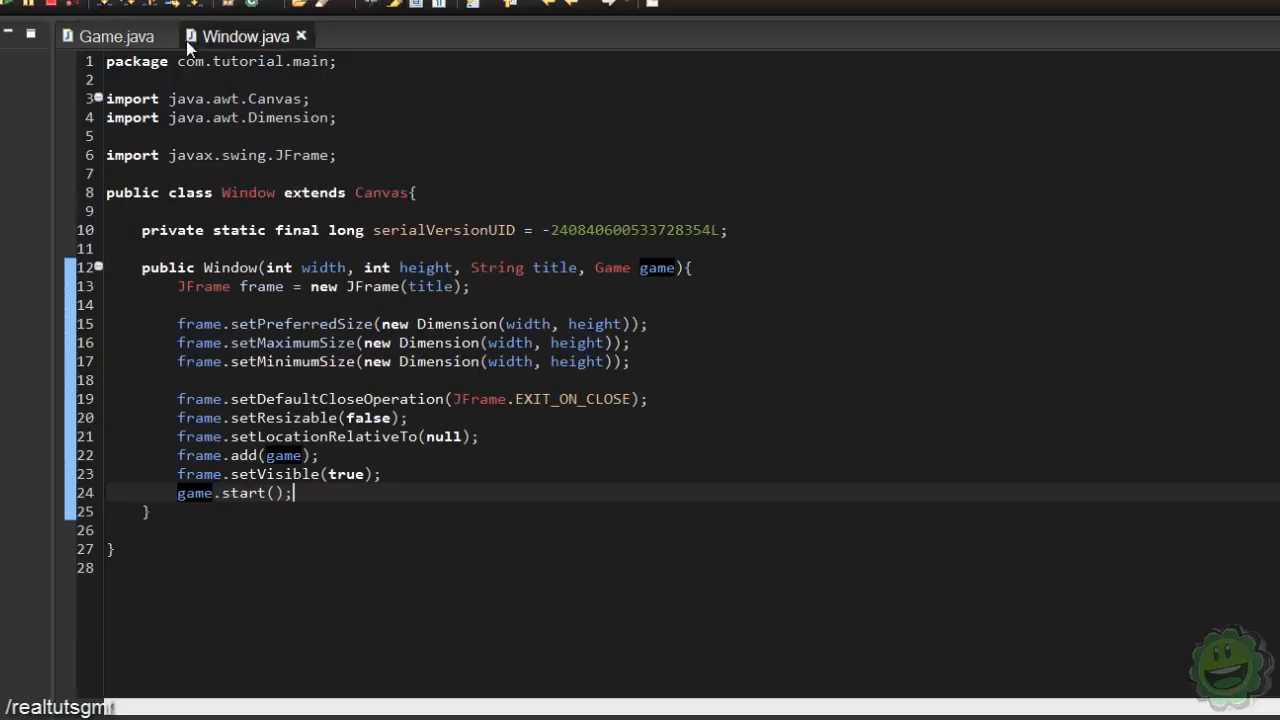 Game.java
Window.java
1 package com.tutorial.main;
2
3 import java.awt.Canvas;
4 import java.awt.Dimension;
5
6 import javax.swing.JFrame;
7
8 public class Window extends Canvas{
9
10 private static final long serialVersionUID = -240840600533728354L;
11
12 public Window(int width, int height, String title, Game game){
13 JFrame frame = new JFrame(title);
14
15 frame.setPreferredSize(new Dimension(width, height));
16 frame.setMaximumSize(new Dimension(width, height));
17 frame.setMinimumSize(new Dimension(width, height));
18
19 frame.setDefaultCloseOperation(JFrame.EXIT_ON_CLOSE);
20 frame.setResizable(false);
21 frame.setLocationRelativeTo(null);
22 frame.add(game);
23 frame.setVisible(true);
24 game.start();
25 }
26
27 }
28
/realtutsgm